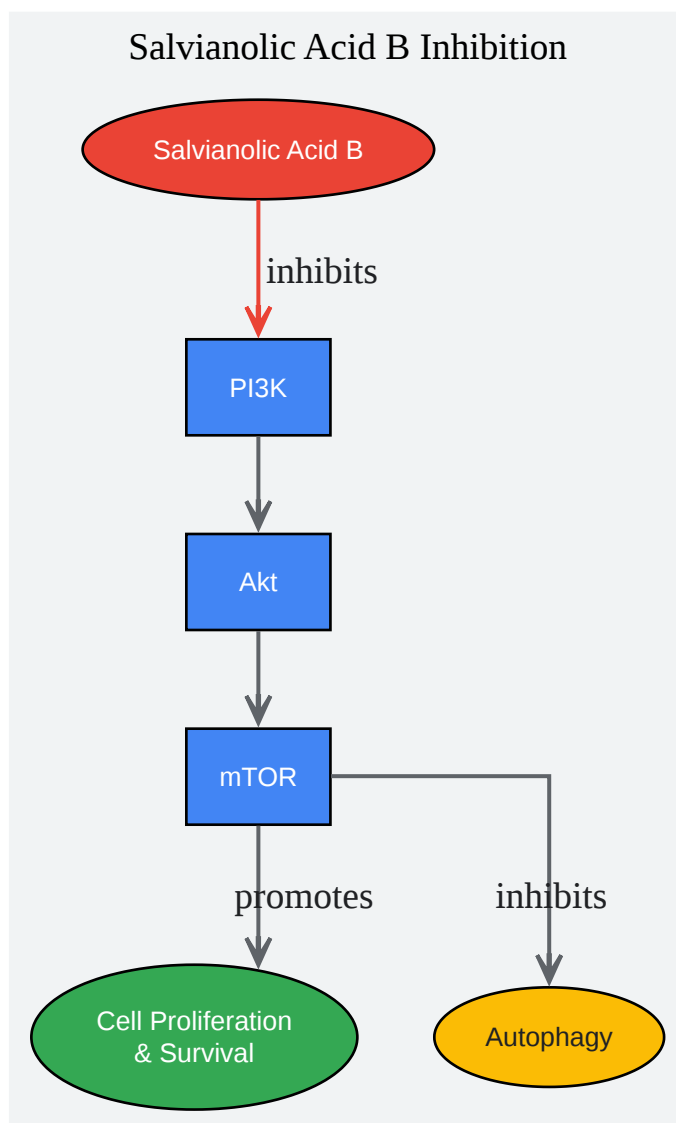 Salvianolic Acid B Inhibition
Salvianolic Acid B
inhibits
PI3K
Akt
mTOR
promotes
inhibits
Cell Proliferation
& Survival
Autophagy